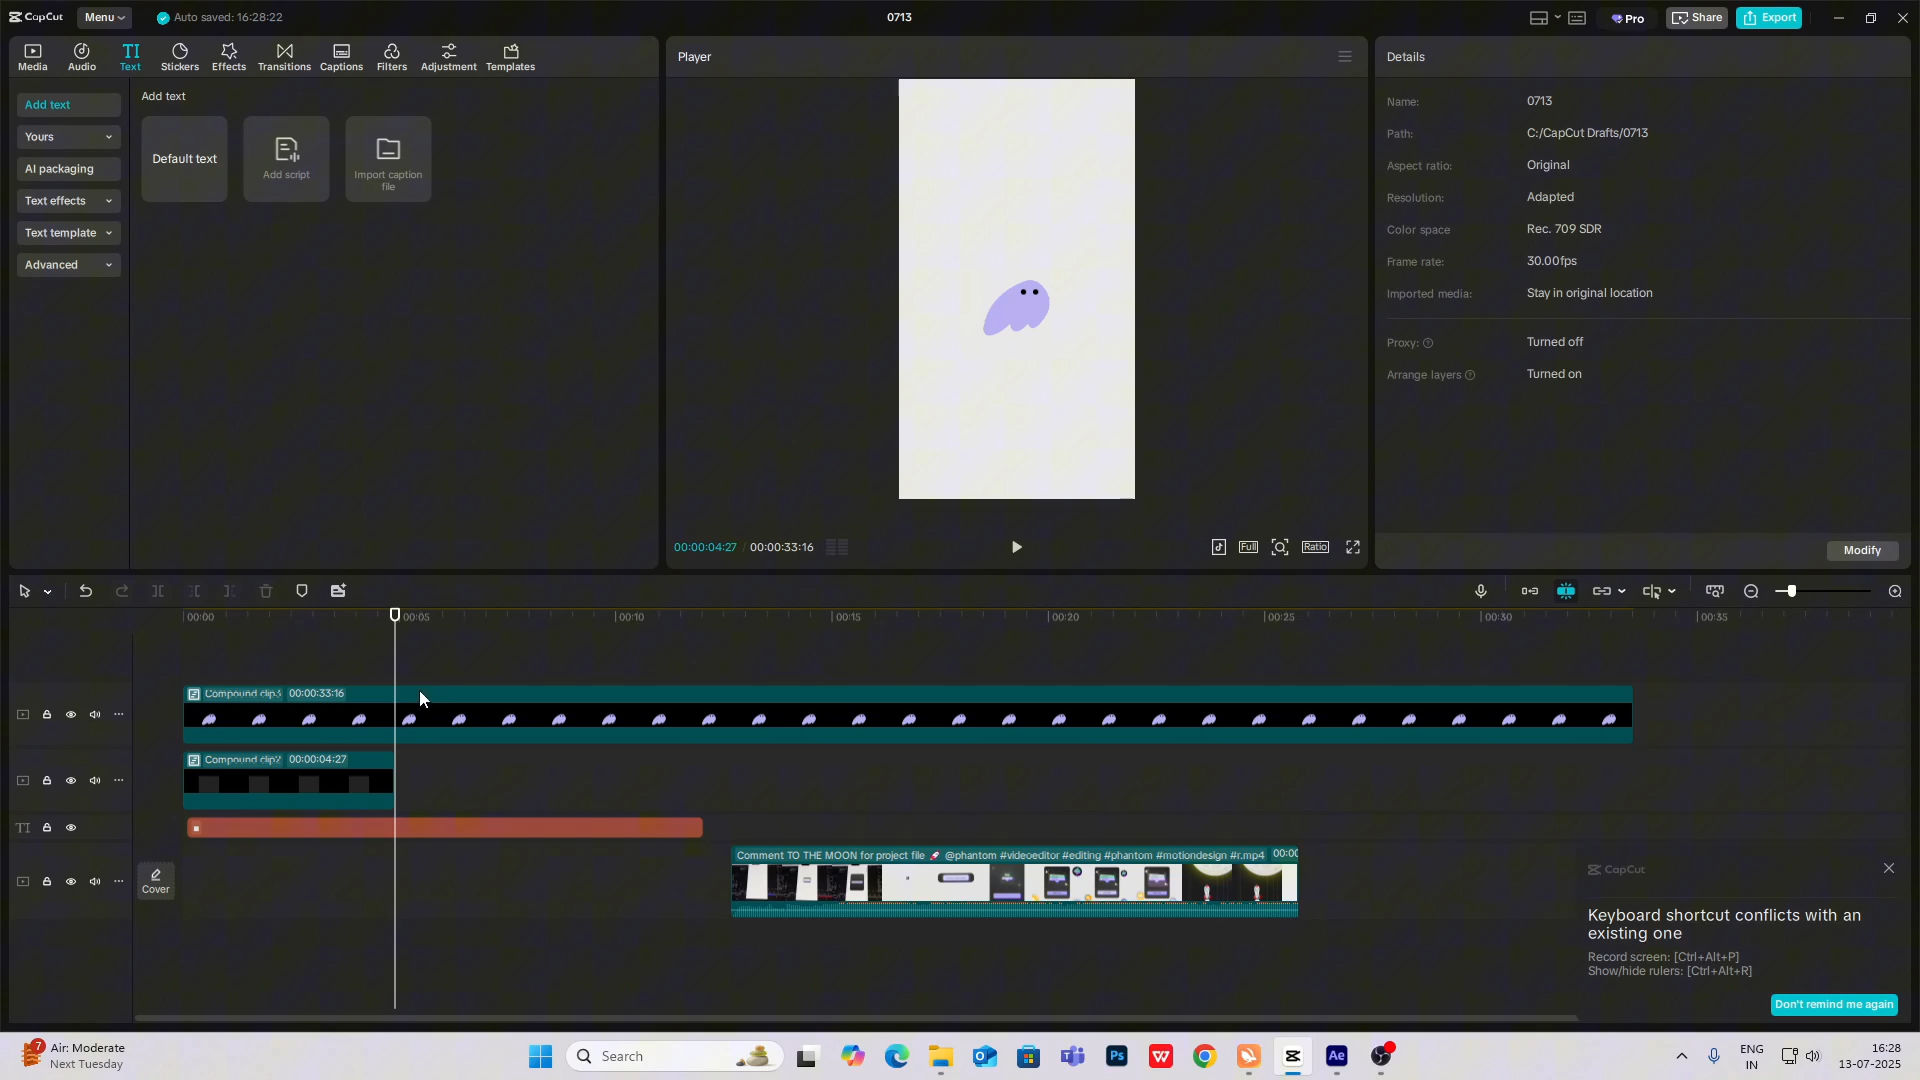 CapCut
Menu
Auto saved: 16:28:22
0713
Pro
Share
Export
Media
Audio
TI
Text
Stickers
Effects
Transitions
Captions
Filters
Adjustment
Templates
Player
Details
Add text
Yours
AI packaging
Text effects
Text template
Advanced
Add text
Default text
Add script
Import caption
file
Name: 0713
Path: C:/CapCut Drafts/0713
Aspect ratio: Original
Resolution: Adapted
Color space Rec. 709 SDR
Frame rate: 30.00fps
Imported media: Stay in original location
Proxy: Turned off
Arrange layers Turned on
Modify
00:00:04:27 / 00:00:33:16
Full
Ratio
00:00
00:05
00:10
00:15
00:20
00:25
00:30
00:35
Compound clip 00:00:33:16
Compound clip2 00:00:04:27
TI
Cover
Comment TO THE MOON for project file 🚀 @phantom #videoeditor #editing #phantom #motiondesign #r.mp4 00:00
CapCut
Keyboard shortcut conflicts with an
existing one
Record screen: [Ctrl+Alt+P]
Show/hide rulers: [Ctrl+Alt+R]
Don't remind me again
7
Air: Moderate
Next Tuesday
Search
Ps
W
Ae
ENG
IN
16:28
13-07-2025